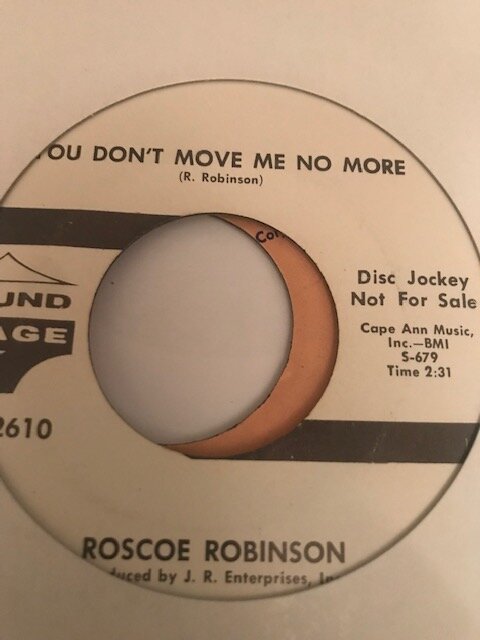 OU DON'T MOVE ME NO MORE
(R. Robinson)
Co
UND
AGE
2610
Disc Jockey
Not For Sale
Cape Ann Music,
Inc.—BMI
S-679
Time 2:31
ROSCOE ROBINSON
duced by J. R. Enterprises, In